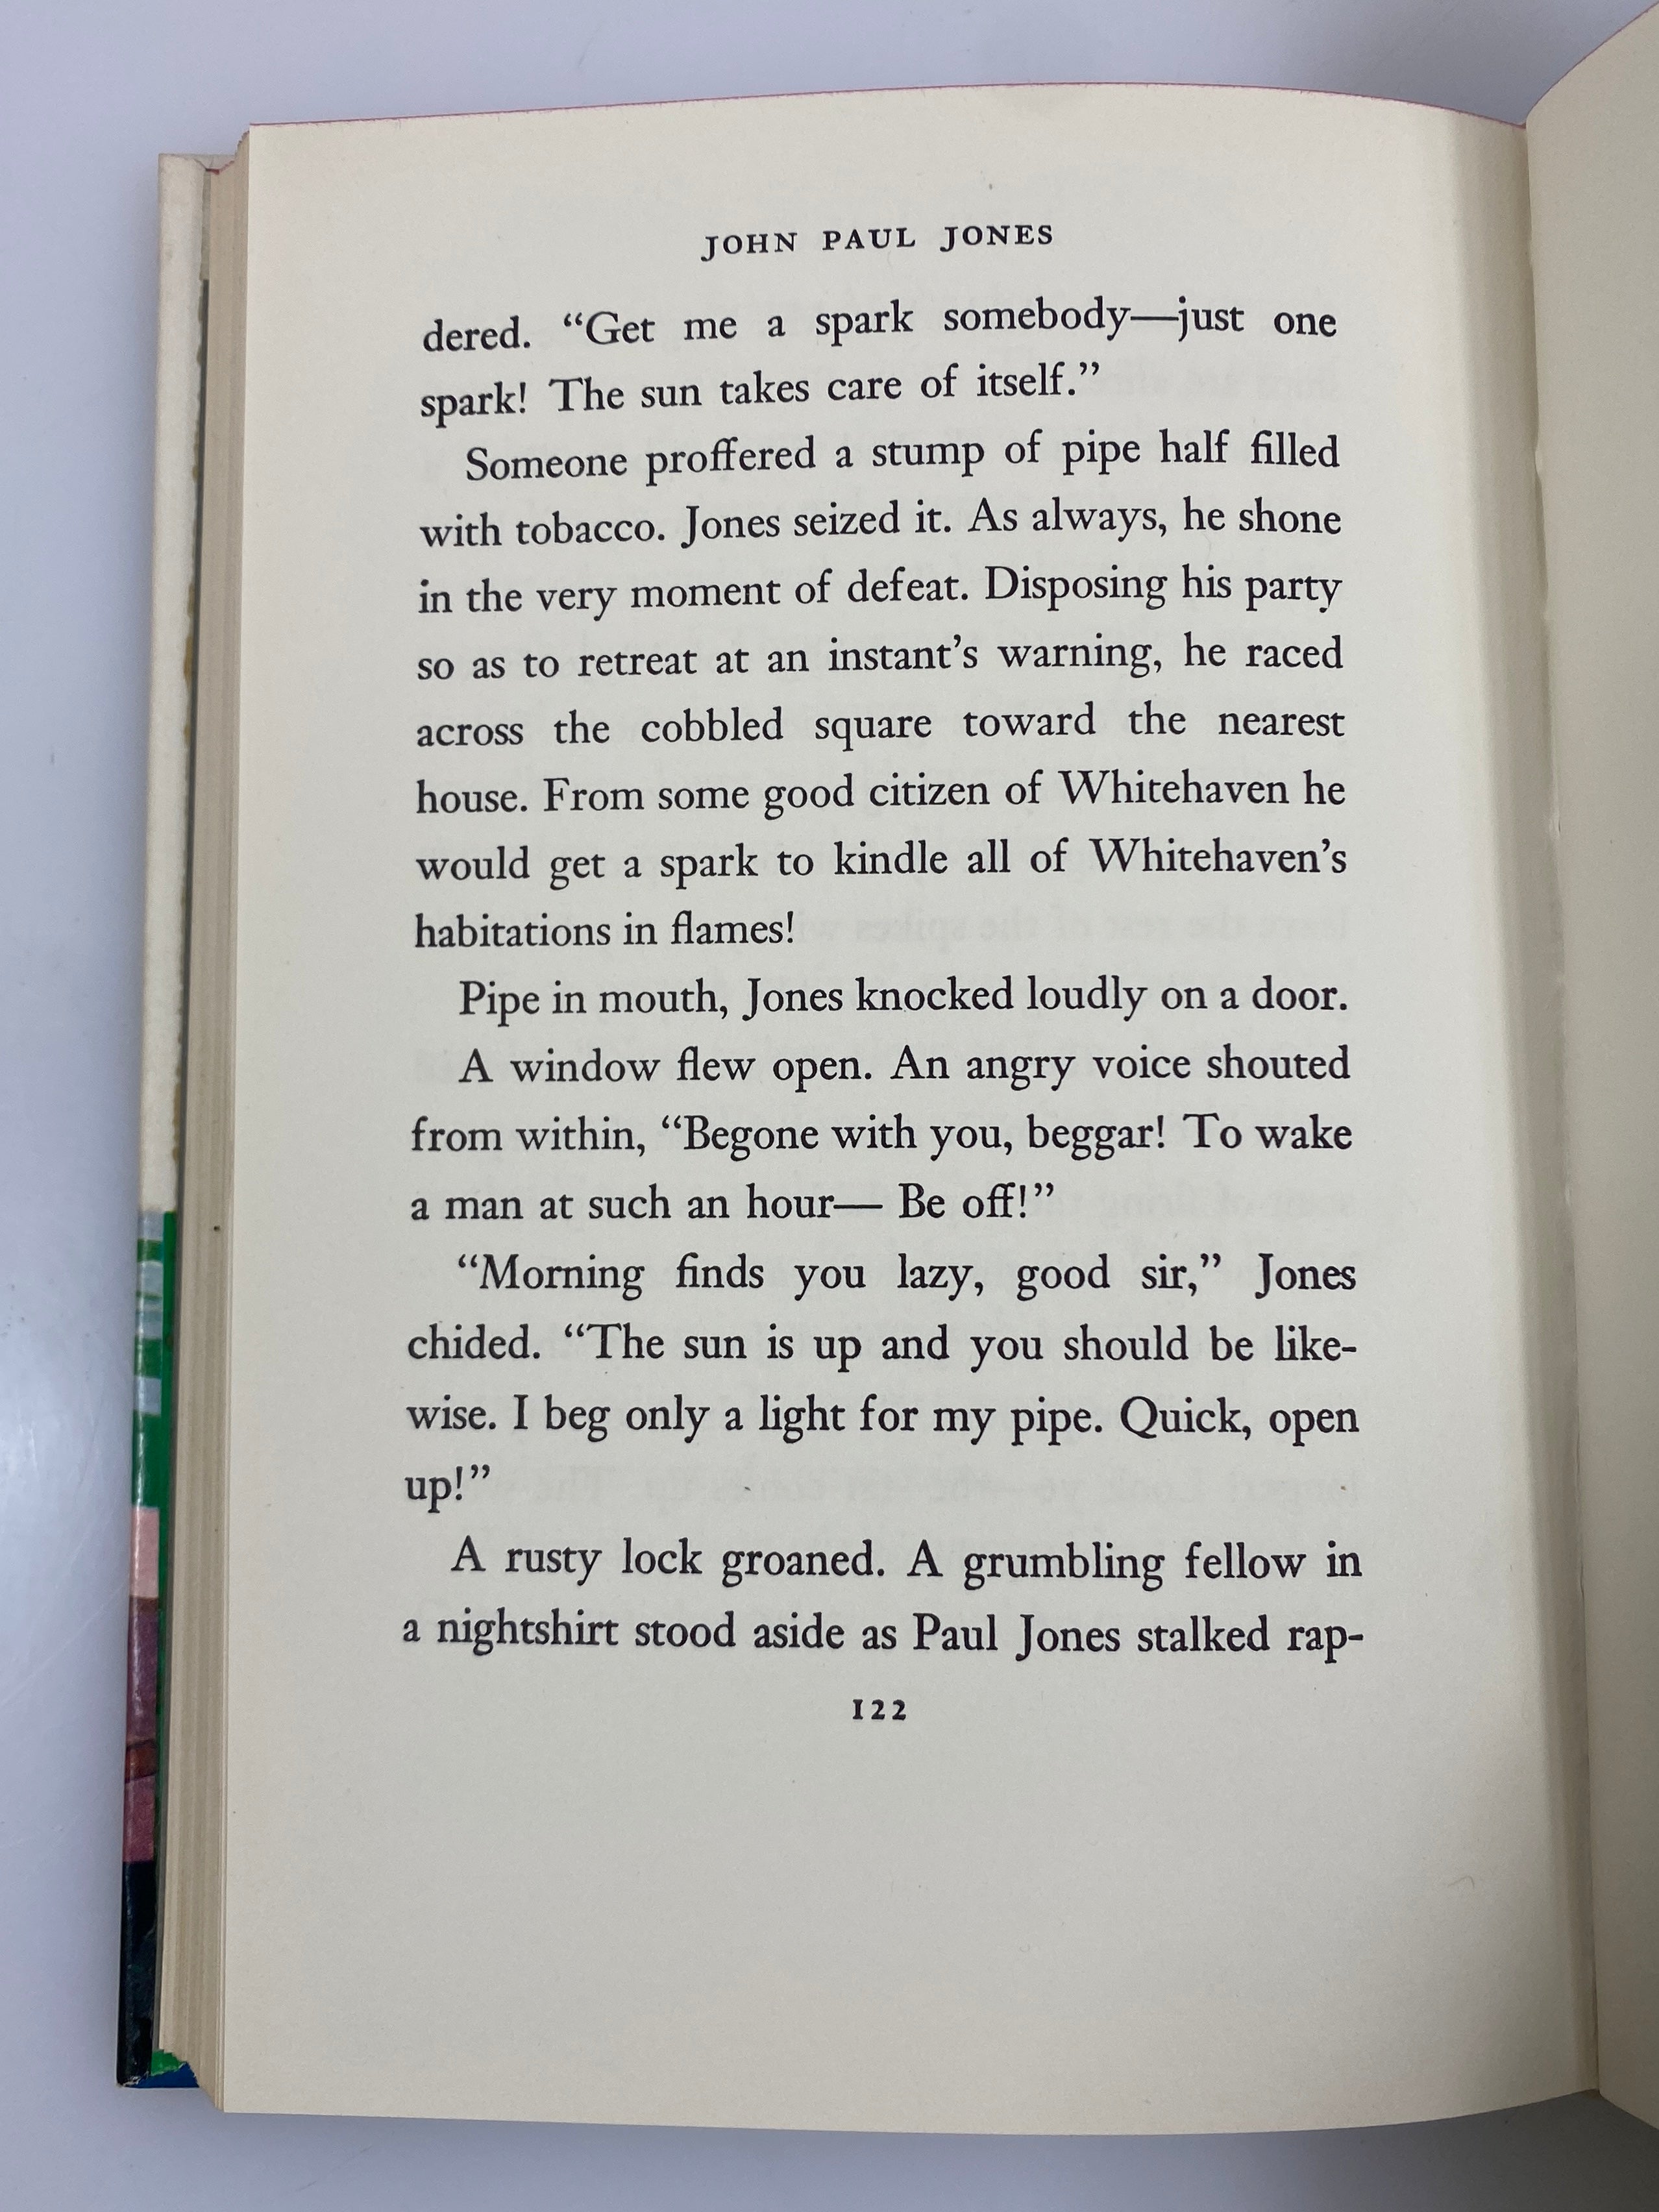 JOHN PAUL JONES
dered. “Get me a spark somebody—just one
spark! The sun takes care of itself.”
Someone proffered a stump of pipe half filled
with tobacco. Jones seized it. As always, he shone
in the very moment of defeat. Disposing his party
so as to retreat at an instant’s warning, he raced
across the cobbled square toward the nearest
house. From some good citizen of Whitehaven he
would get a spark to kindle all of Whitehaven’s
habitations in flames!
Pipe in mouth, Jones knocked loudly on a door.
A window flew open. An angry voice shouted
from within, “Begone with you, beggar! To wake
a man at such an hour— Be off!”
“Morning finds you lazy, good sir,” Jones
chided. “The sun is up and you should be like-
wise. I beg only a light for my pipe. Quick, open
up!”
A rusty lock groaned. A grumbling fellow in
a nightshirt stood aside as Paul Jones stalked rap-
122